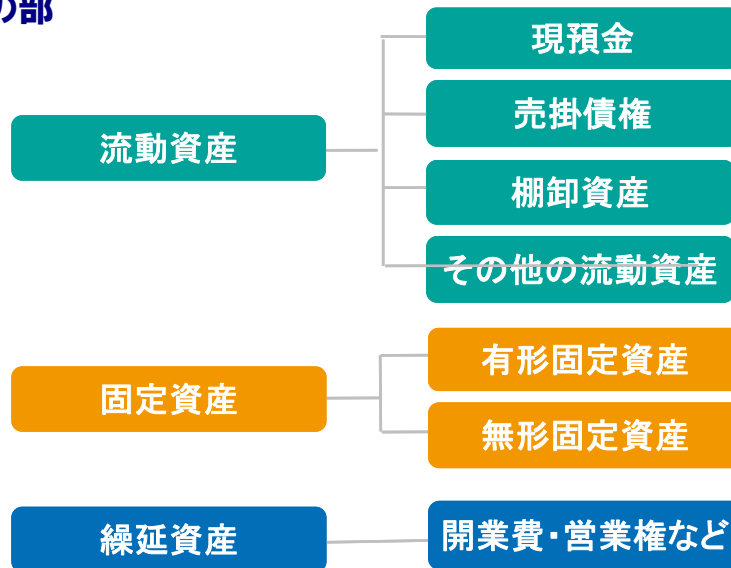 の部
流動資産
現預金
売掛債権
棚卸資産
その他の流動資産
固定資産
有形固定資産
無形固定資産
繰延資産
開業費・営業権など